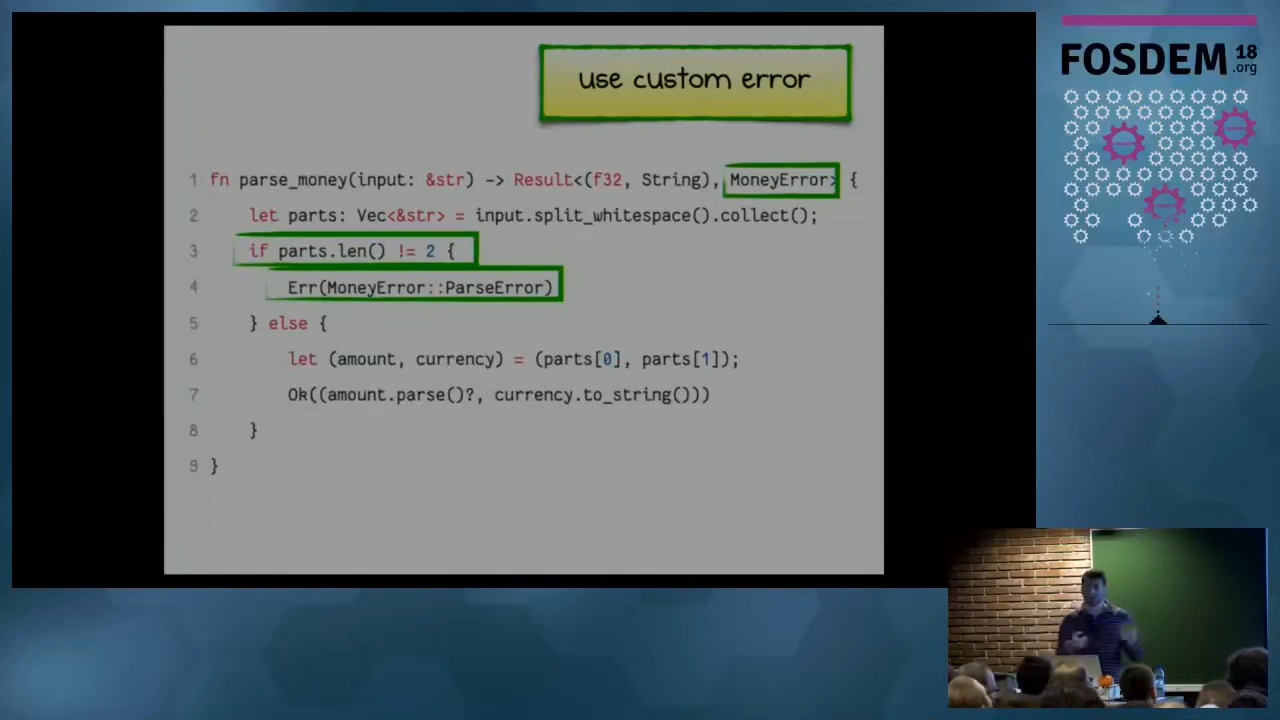 use custom error
1 fn parse_money(input: &str) -> Result<(f32, String), MoneyError> {
2 let parts: Vec<&str> = input.split_whitespace().collect();
3 if parts.len() != 2 {
4 Err(MoneyError::ParseError)
5 } else {
6 let (amount, currency) = (parts[0], parts[1]);
7 Ok((amount.parse()?, currency.to_string()))
8 }
9 }
FOSDEM 18
.org